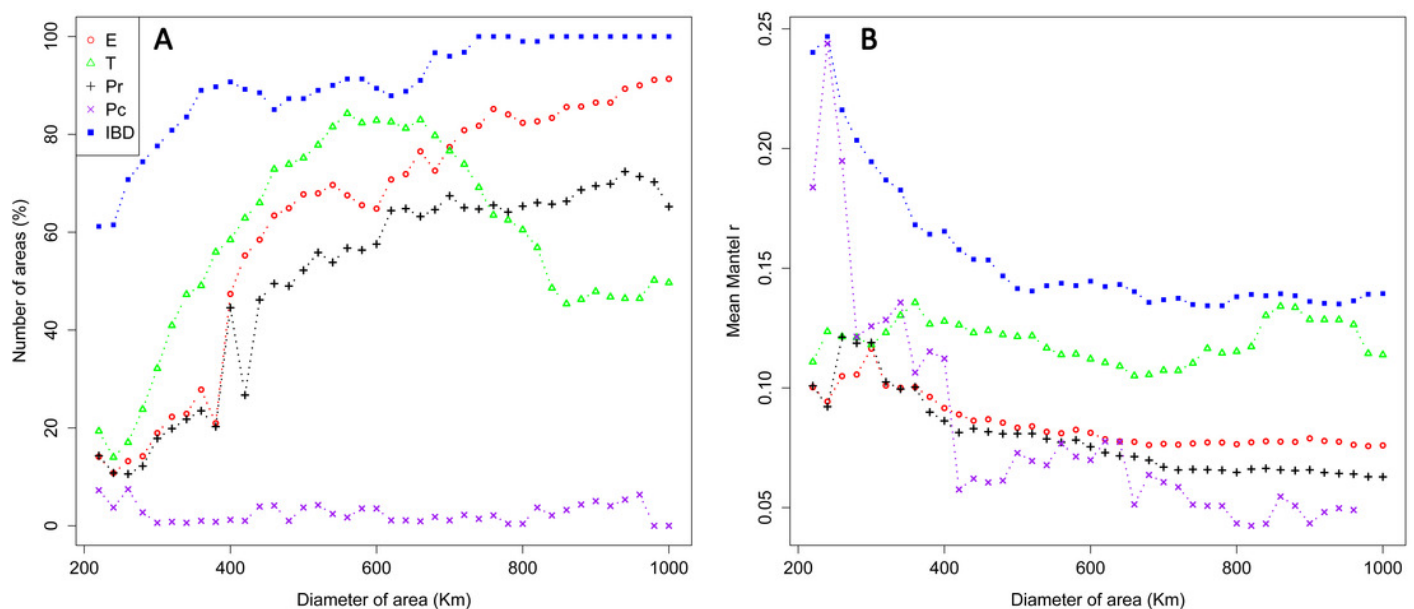 A
E
T
Pr
Pc
IBD
Number of areas (%)
0
20
40
60
80
100
200
400
600
800
1000
Diameter of area (Km)
B
Mean Mantel r
0.05
0.10
0.15
0.20
0.25
200
400
600
800
1000
Diameter of area (Km)